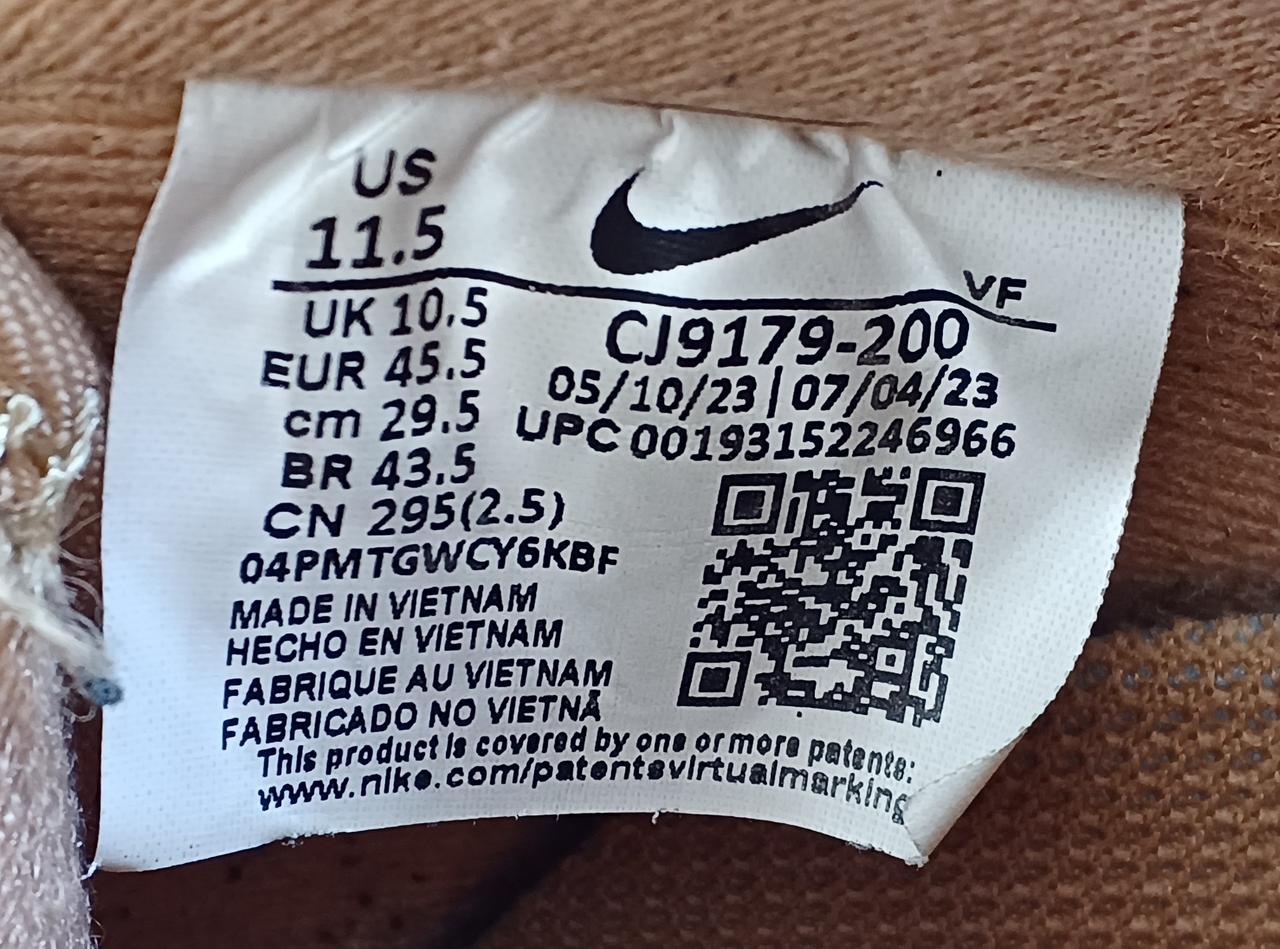 US
11.5
UK 10.5
EUR 45.5
cm 29.5
BR 43.5
CN 295(2.5)
VF
CJ9179-200
05/10/23 | 07/04/23
UPC 00193152246966
04PMTGWCY6KBF
MADE IN VIETNAM
HECHO EN VIETNAM
FABRIQUE AU VIETNAM
FABRICADO NO VIETNÃ
This product is covered by one or more patents:
www.nike.com/patentsvirtualmarking